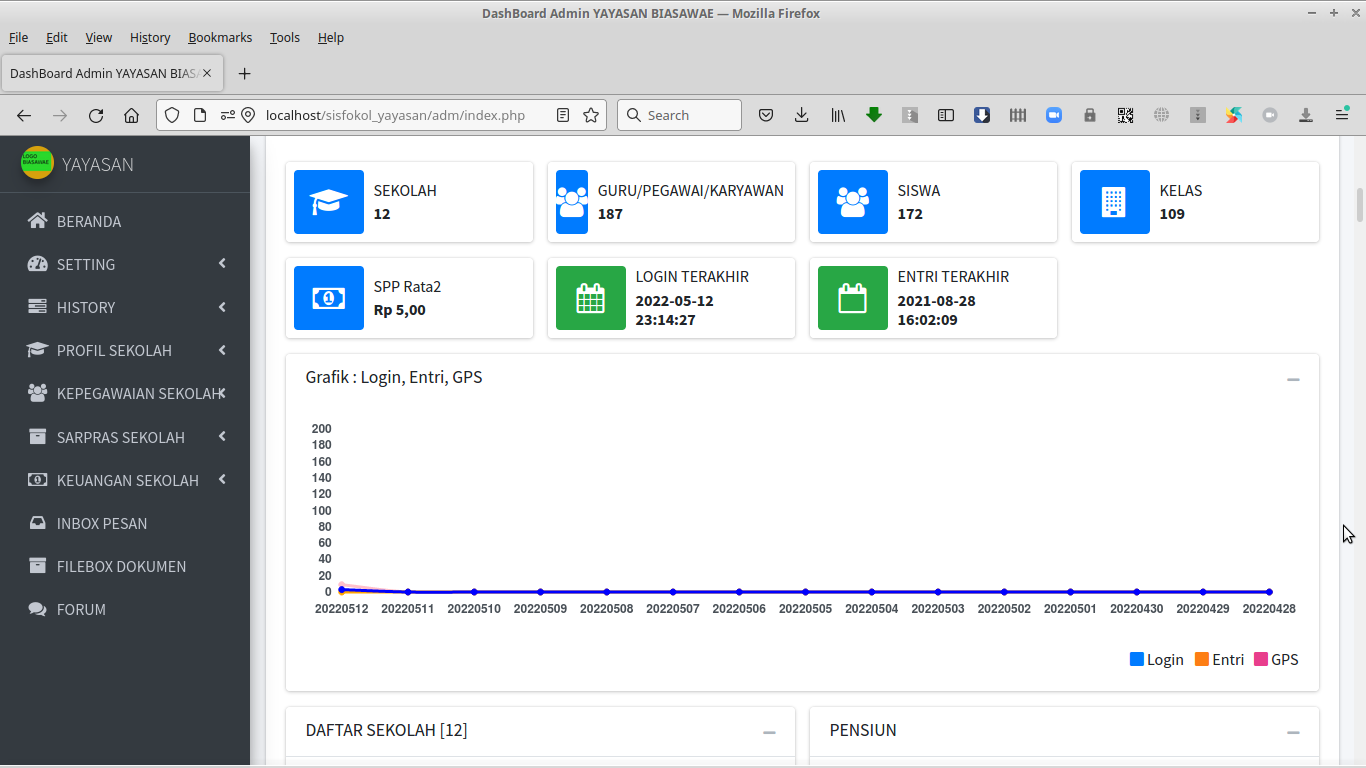 DashBoard Admin YAYASAN BIASAWAE — Mozilla Firefox
File Edit View History Bookmarks Tools Help
DashBoard Admin YAYASAN BIAS
localhost/sisfokol_yayasan/adm/index.php
Search
LOGO
BIASAWAE
YAYASAN
BERANDA
SETTING
HISTORY
PROFIL SEKOLAH
KEPEGAWAIAN SEKOLAH
SARPRAS SEKOLAH
KEUANGAN SEKOLAH
INBOX PESAN
FILEBOX DOKUMEN
FORUM
SEKOLAH
12
GURU/PEGAWAI/KARYAWAN
187
SISWA
172
KELAS
109
SPP Rata2
Rp 5,00
LOGIN TERAKHIR
2022-05-12
23:14:27
ENTRI TERAKHIR
2021-08-28
16:02:09
Grafik : Login, Entri, GPS
200
180
160
140
120
100
80
60
40
20
0
20220512 20220511 20220510 20220509 20220508 20220507 20220506 20220505 20220504 20220503 20220502 20220501 20220430 20220429 20220428
Login Entri GPS
DAFTAR SEKOLAH [12]
PENSIUN